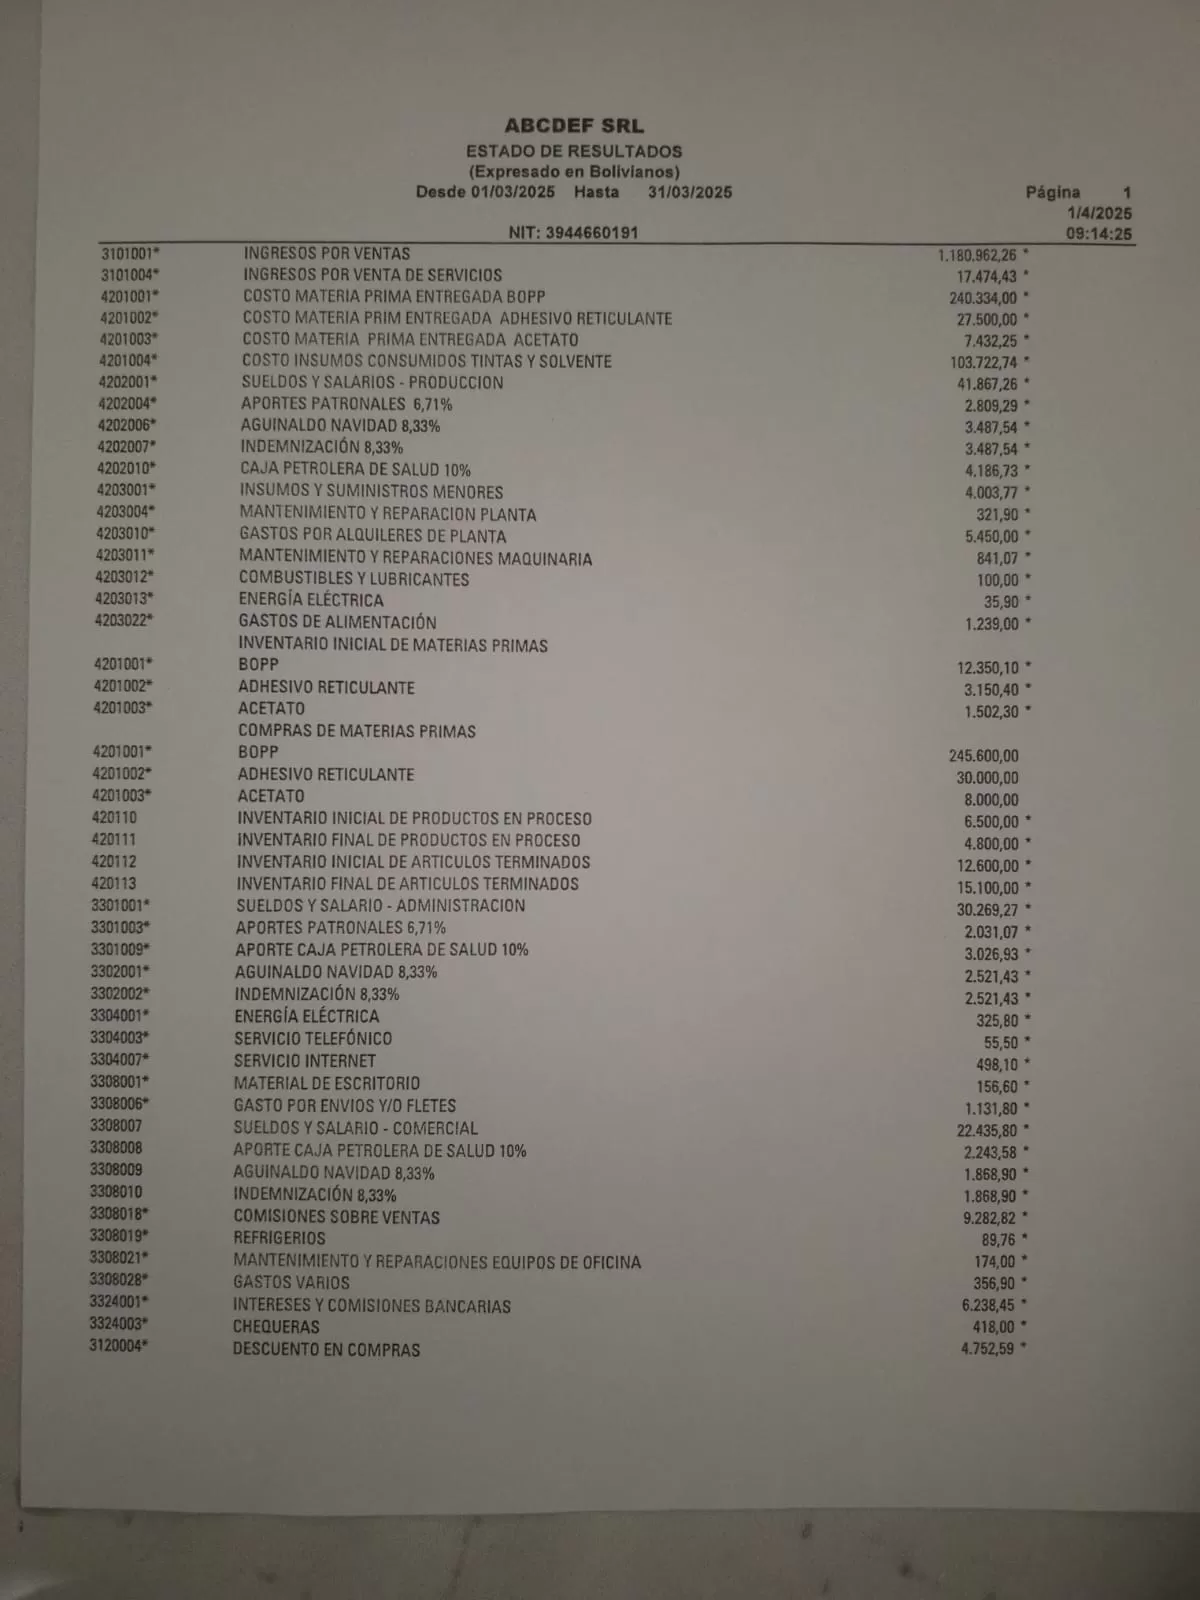 ABCDEF SRL
ESTADO DE RESULTADOS
(Expresado en Bolivianos)
Desde 01/03/2025 Hasta 31/03/2025 Página 1
1/4/2025
NIT: 3944660191 09:14:25
3101001* INGRESOS POR VENTAS 1.180.962,26 *
3101004* INGRESOS POR VENTA DE SERVICIOS 17.474,43 *
4201001* COSTO MATERIA PRIMA ENTREGADA BOPP 240.334,00 *
4201002* COSTO MATERIA PRIM ENTREGADA ADHESIVO RETICULANTE 27.500,00 *
4201003* COSTO MATERIA PRIMA ENTREGADA ACETATO 7.432,25 *
4201004* COSTO INSUMOS CONSUMIDOS TINTAS Y SOLVENTE 103.722,74 *
4202001* SUELDOS Y SALARIOS - PRODUCCION 41.867,26 *
4202004* APORTES PATRONALES 6,71% 2.809,29 *
4202006* AGUINALDO NAVIDAD 8,33% 3.487,54 *
4202007* INDEMNIZACIÓN 8,33% 3.487,54 *
4202010* CAJA PETROLERA DE SALUD 10% 4.186,73 *
4203001* INSUMOS Y SUMINISTROS MENORES 4.003,77 *
4203004* MANTENIMIENTO Y REPARACION PLANTA 321,90 *
4203010* GASTOS POR ALQUILERES DE PLANTA 5.450,00 *
4203011* MANTENIMIENTO Y REPARACIONES MAQUINARIA 841,07 *
4203012* COMBUSTIBLES Y LUBRICANTES 100,00 *
4203013* ENERGÍA ELÉCTRICA 35,90 *
4203022* GASTOS DE ALIMENTACIÓN 1.239,00 *
INVENTARIO INICIAL DE MATERIAS PRIMAS
4201001* BOPP 12.350,10 *
4201002* ADHESIVO RETICULANTE 3.150,40 *
4201003* ACETATO 1.502,30 *
COMPRAS DE MATERIAS PRIMAS
4201001* BOPP 245.600,00
4201002* ADHESIVO RETICULANTE 30.000,00
4201003* ACETATO 8.000,00
420110 INVENTARIO INICIAL DE PRODUCTOS EN PROCESO 6.500,00 *
420111 INVENTARIO FINAL DE PRODUCTOS EN PROCESO 4.800,00 *
420112 INVENTARIO INICIAL DE ARTICULOS TERMINADOS 12.600,00 *
420113 INVENTARIO FINAL DE ARTICULOS TERMINADOS 15.100,00 *
3301001* SUELDOS Y SALARIO - ADMINISTRACION 30.269,27 *
3301003* APORTES PATRONALES 6,71% 2.031,07 *
3301009* APORTE CAJA PETROLERA DE SALUD 10% 3.026,93 *
3302001* AGUINALDO NAVIDAD 8,33% 2.521,43 *
3302002* INDEMNIZACIÓN 8,33% 2.521,43 *
3304001* ENERGÍA ELÉCTRICA 325,80 *
3304003* SERVICIO TELEFÓNICO 55,50 *
3304007* SERVICIO INTERNET 498,10 *
3308001* MATERIAL DE ESCRITORIO 156,60 *
3308006* GASTO POR ENVIOS Y/O FLETES 1.131,80 *
3308007 SUELDOS Y SALARIO - COMERCIAL 22.435,80 *
3308008 APORTE CAJA PETROLERA DE SALUD 10% 2.243,58 *
3308009 AGUINALDO NAVIDAD 8,33% 1.868,90 *
3308010 INDEMNIZACIÓN 8,33% 1.868,90 *
3308018* COMISIONES SOBRE VENTAS 9.282,82 *
3308019* REFRIGERIOS 89,76 *
3308021* MANTENIMIENTO Y REPARACIONES EQUIPOS DE OFICINA 174,00 *
3308028* GASTOS VARIOS 356,90 *
3324001* INTERESES Y COMISIONES BANCARIAS 6.238,45 *
3324003* CHEQUERAS 418,00 *
3120004* DESCUENTO EN COMPRAS 4.752,59 *